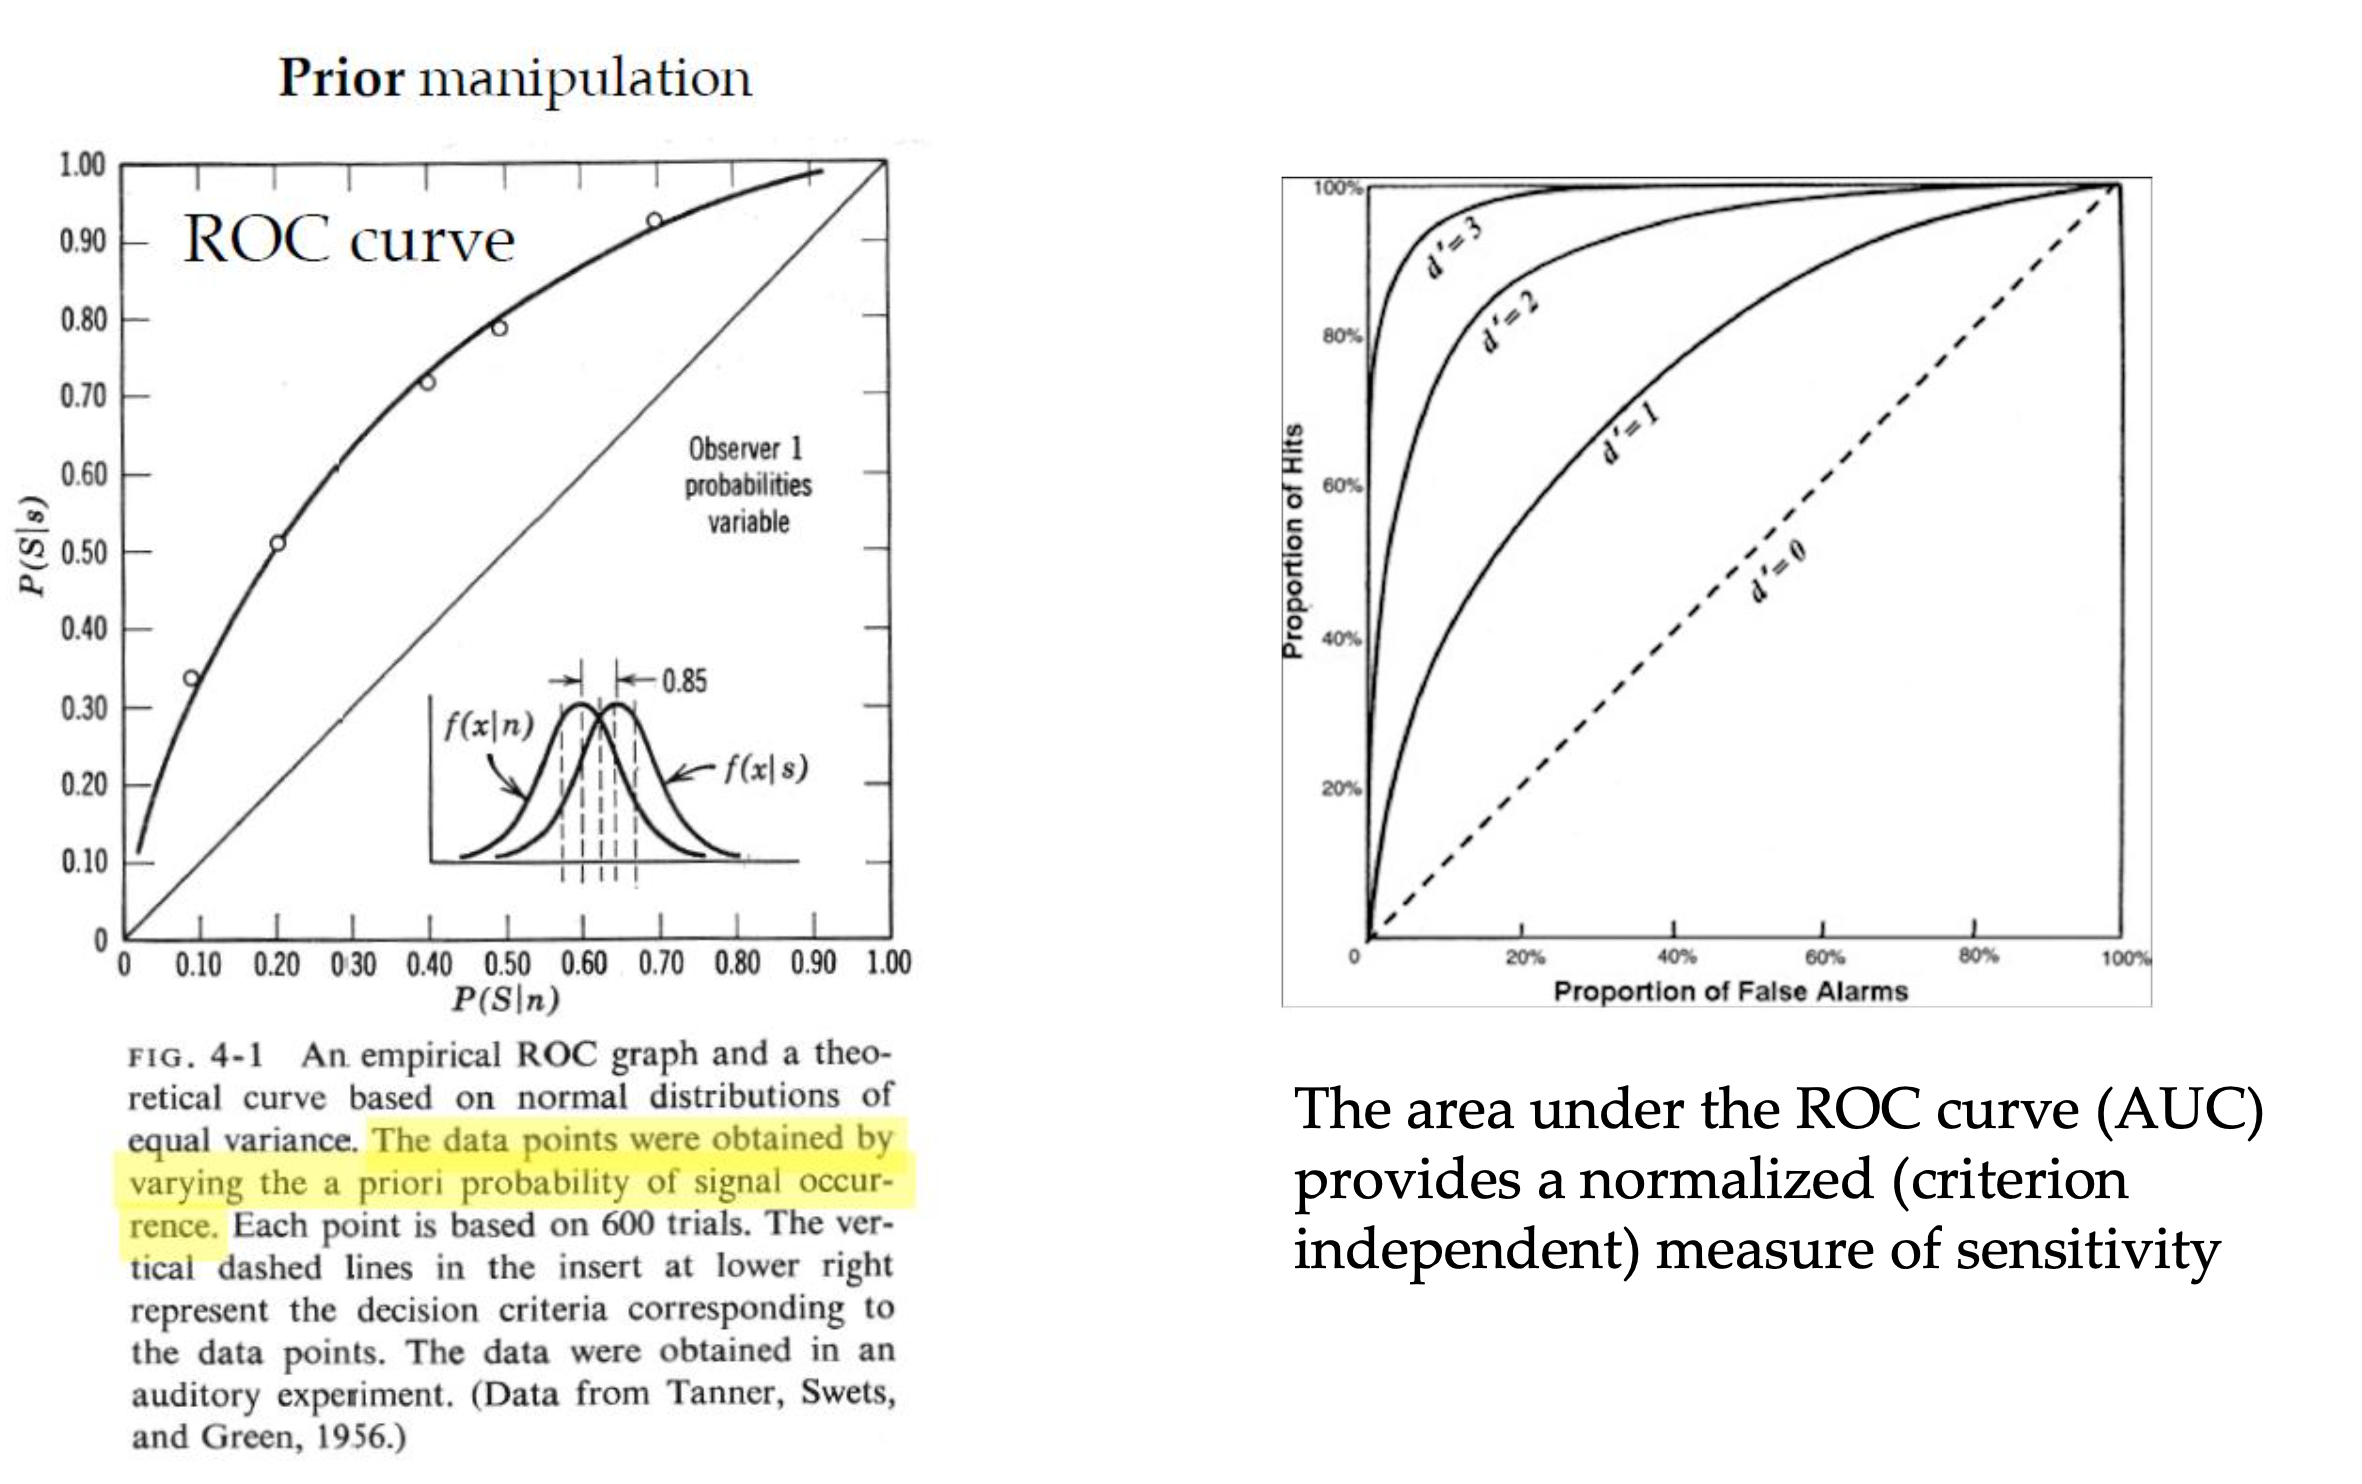 Prior manipulation
1.00
0.90
0.80
0.70
0.60
0.50
0.40
0.30
0.20
0.10
0
P(S|s)
ROC curve
Observer 1
probabilities
variable
0.85
f(x|n)
f(x|s)
0 0.10 0.20 0.30 0.40 0.50 0.60 0.70 0.80 0.90 1.00
P(S|n)
FIG. 4-1 An empirical ROC graph and a theo-
retical curve based on normal distributions of
equal variance. The data points were obtained by
varying the a priori probability of signal occur-
rence. Each point is based on 600 trials. The ver-
tical dashed lines in the insert at lower right
represent the decision criteria corresponding to
the data points. The data were obtained in an
auditory experiment. (Data from Tanner, Swets,
and Green, 1956.)
100%
80%
60%
40%
20%
Proportion of Hits
d'= 3
d'= 2
d'= 1
d'= 0
0 20% 40% 60% 80% 100%
Proportion of False Alarms
The area under the ROC curve (AUC)
provides a normalized (criterion
independent) measure of sensitivity